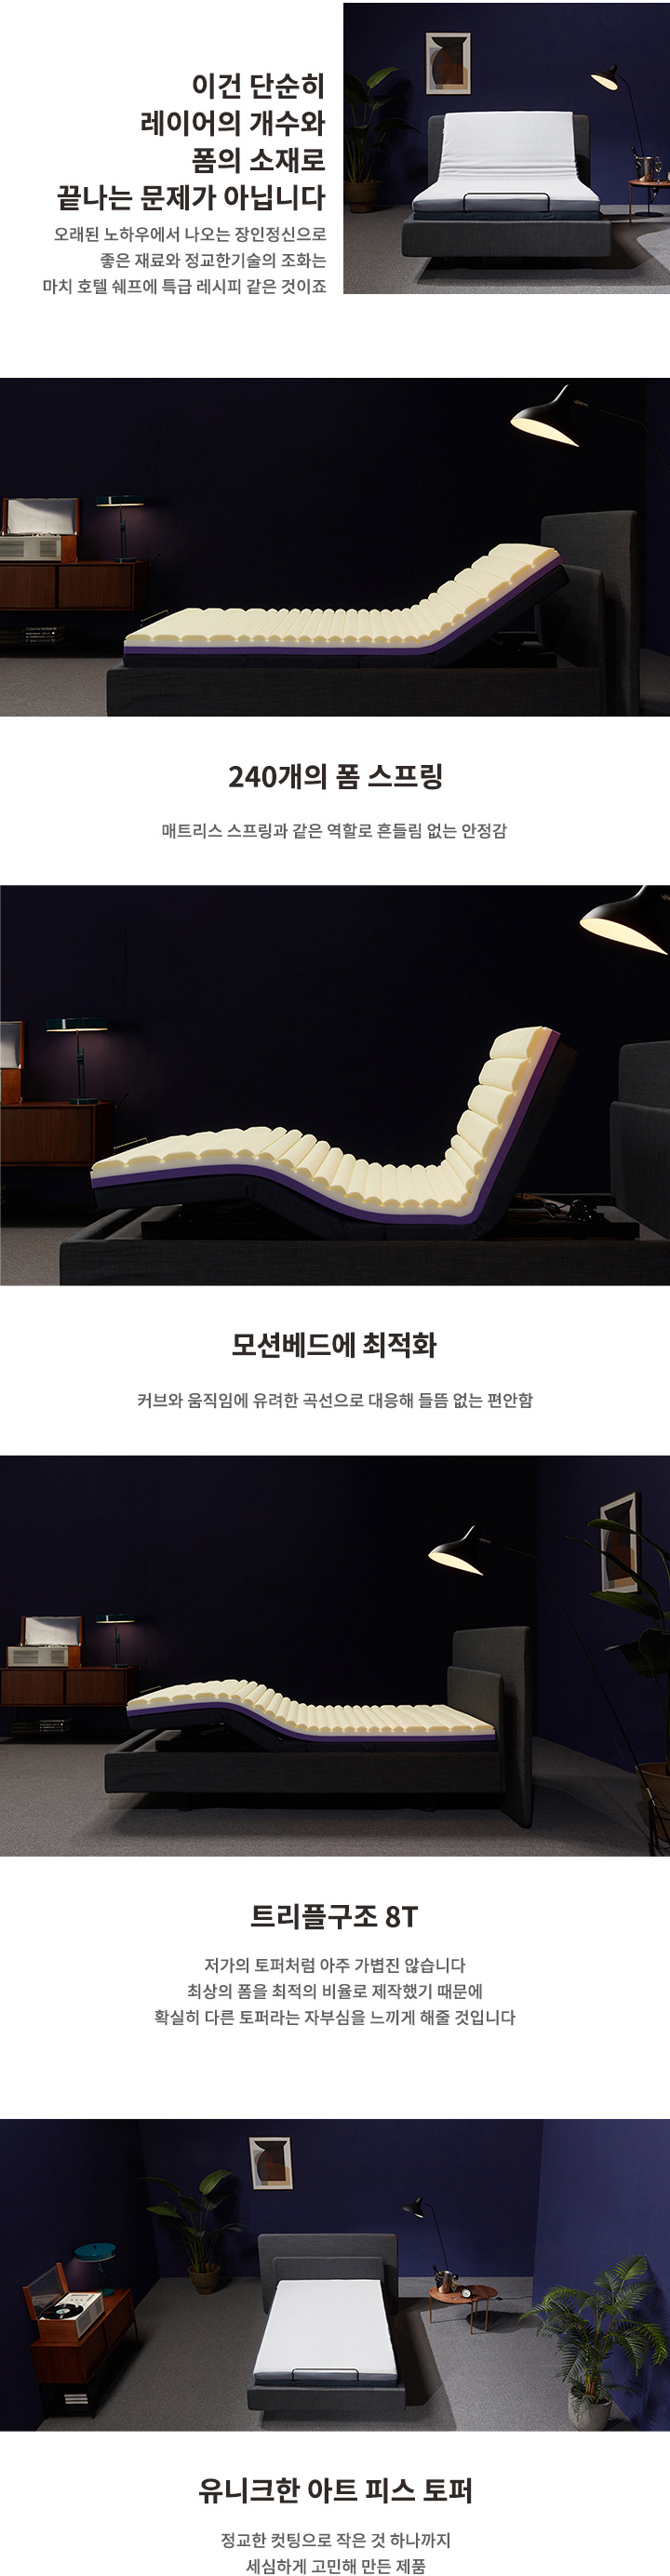 이건 단순히
레이어의 개수와
폼의 소재로
끝나는 문제가 아닙니다
오래된 노하우에서 나오는 장인정신으로
좋은 재료와 정교한기술의 조화는
마치 호텔 쉐프에 특급 레시피 같은 것이죠
240개의 폼 스프링
매트리스 스프링과 같은 역할로 흔들림 없는 안정감
모션베드에 최적화
커브와 움직임에 유려한 곡선으로 대응해 들뜸 없는 편안함
트리플구조 8T
저가의 토퍼처럼 아주 가볍진 않습니다
최상의 폼을 최적의 비율로 제작했기 때문에
확실히 다른 토퍼라는 자부심을 느끼게 해줄 것입니다
유니크한 아트 피스 토퍼
정교한 컷팅으로 작은 것 하나까지
세심하게 고민해 만든 제품